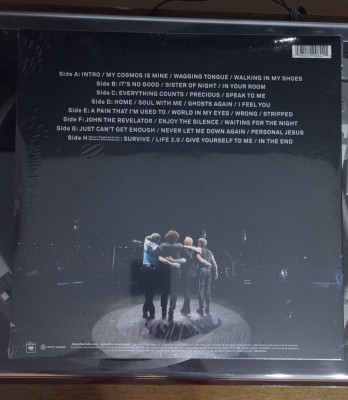 Side A: INTRO / MY COSMOS IS MINE / WAGGING TONGUE / WALKING IN MY SHOES
Side B: IT'S NO GOOD / SISTER OF NIGHT / IN YOUR ROOM
Side C: EVERYTHING COUNTS / PRECIOUS / SPEAK TO ME
Side D: HOME / SOUL WITH ME / GHOSTS AGAIN / I FEEL YOU
Side E: A PAIN THAT I'M USED TO / WORLD IN MY EYES / WRONG / STRIPPED
Side F: JOHN THE REVELATOR / ENJOY THE SILENCE / WAITING FOR THE NIGHT
Side G: JUST CAN'T GET ENOUGH / NEVER LET ME DOWN AGAIN / PERSONAL JESUS
Side H : SURVIVE / LIFE 2.0 / GIVE YOURSELF TO ME / IN THE END